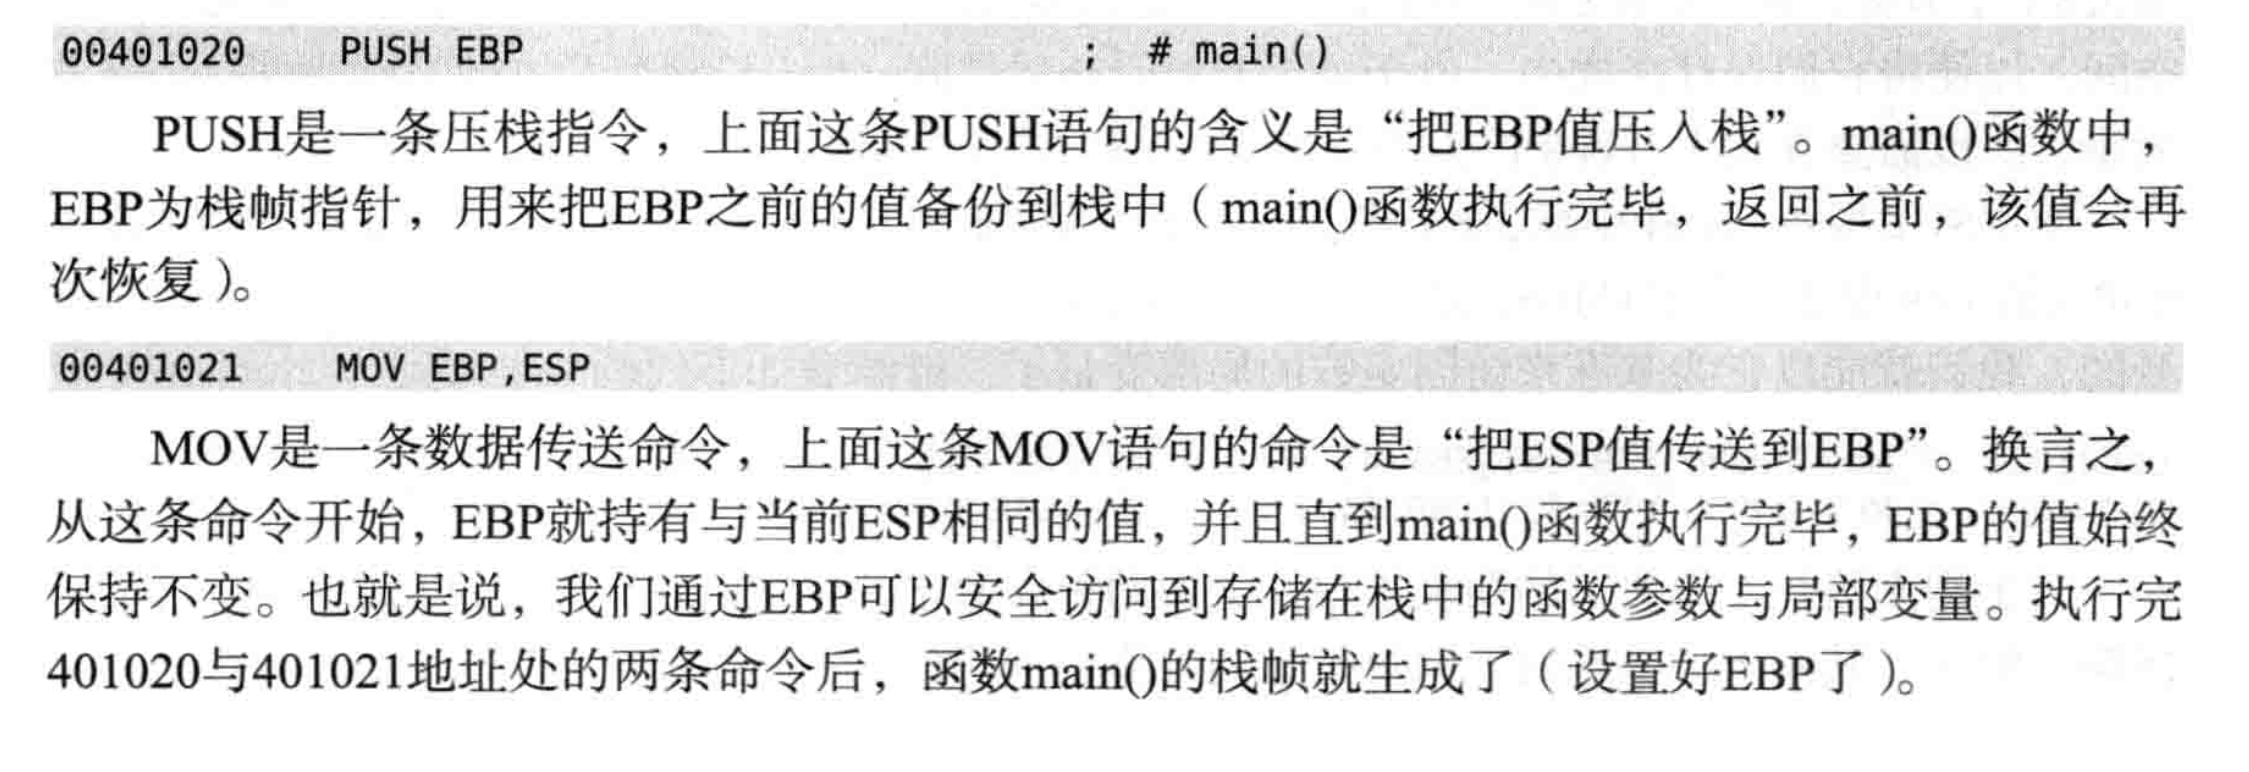 00401020    PUSH EBP    ;  # main()
PUSH是一条压栈指令，上面这条PUSH语句的含义是“把EBP值压入栈”。main()函数中，
EBP为栈帧指针，用来把EBP之前的值备份到栈中（main()函数执行完毕，返回之前，该值会再
次恢复）。
00401021    MOV EBP,ESP
MOV是一条数据传送命令，上面这条MOV语句的命令是“把ESP值传送到EBP”。换言之，
从这条命令开始，EBP就持有与当前ESP相同的值，并且直到main()函数执行完毕，EBP的值始终
保持不变。也就是说，我们通过EBP可以安全访问到存储在栈中的函数参数与局部变量。执行完
401020与401021地址处的两条命令后，函数main()的栈帧就生成了（设置好EBP了）。